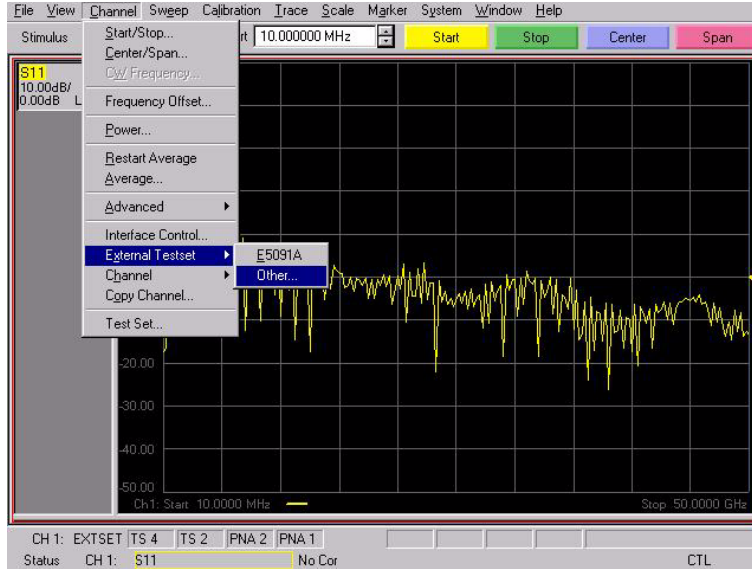 File View Channel Sweep Calibration Trace Scale Marker System Window Help
Stimulus 10.000000 MHz Start Stop Center Span
Start/Stop...
Center/Span...
CW Frequency...
Frequency Offset...
Power...
Restart Average
Average...
Advanced
Interface Control...
External Testset
Channel
Copy Channel...
Test Set...
E5091A
Other...
S11
10.00dB/
0.00dB L
-20.00
-30.00
-40.00
-50.00
Ch1: Start 10.0000 MHz Stop 50.0000 GHz
CH 1: EXTSET TS 4 TS 2 PNA 2 PNA 1
Status CH 1: S11 No Cor CTL